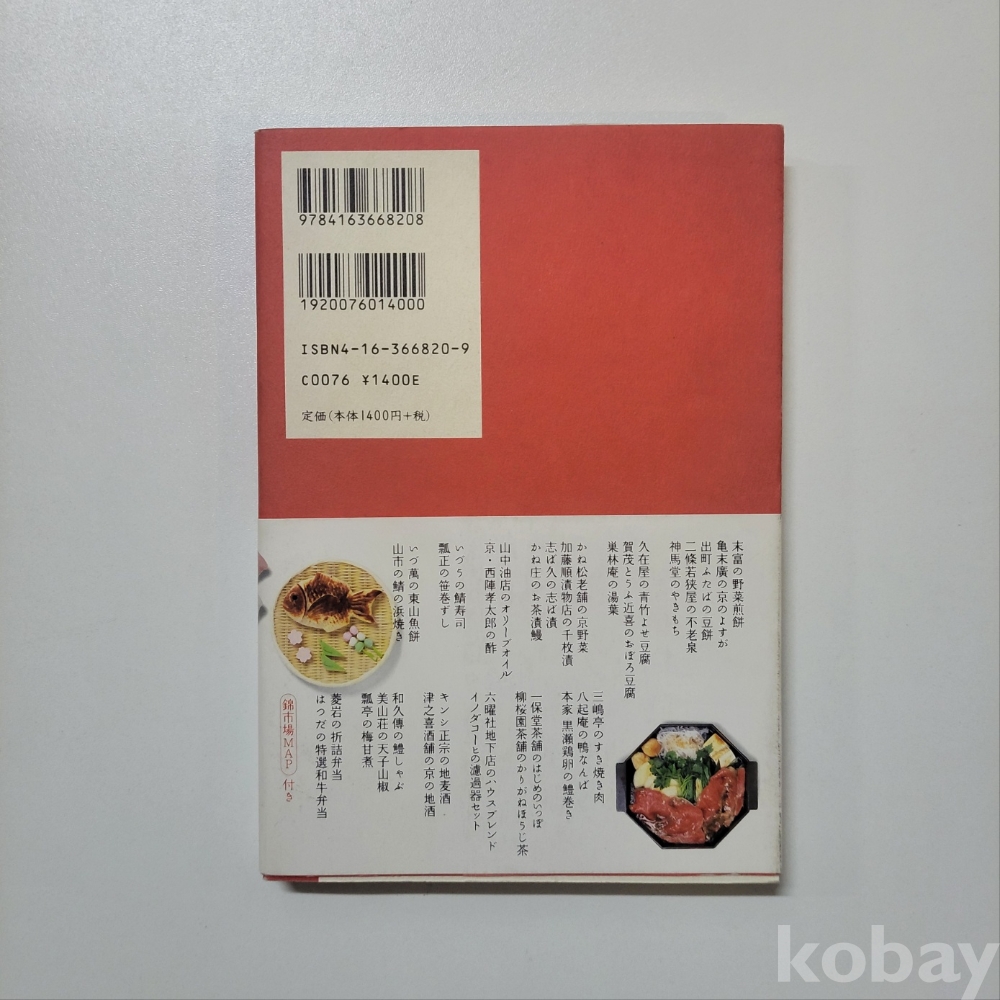 9784163668208
1920076014000
ISBN4-16-366820-9
C0076 ¥1400E
定価(本体1400円+税)
末富の野菜煎餅
亀末廣の京のよすが
出町ふたばの豆餅
二條若狭屋の不老泉
神馬堂のやきもち
久在屋の青竹よせ豆腐
賀茂とうふ近喜のおぼろ豆腐
巣林庵の湯葉
かね松老舗の京野菜
加藤順漬物店の千枚漬
志ば久の志ば漬
かね庄のお茶漬鰻
山中油店のオリーブオイル
京・西陣孝太郎の酢
いづうの鯖寿司
瓢正の笹巻ずし
いづ萬の東山魚餅
山市の鯖の浜焼き
三嶋亭のすき焼き肉
八起庵の鴨なんば
本家 黒瀬鶏卵の鱧巻き
一保堂茶舗のはじめのいっぽ
柳桜園茶舗のかりがねほうじ茶
六曜社地下店のハウスブレンド
イノダコーヒの濾過器セット
キンシ正宗の地麦酒
津之喜酒舗の京の地酒
和久傳の鱧しゃぶ
美山荘の天子山椒
瓢亭の梅甘煮
菱岩の折詰弁当
はつだの特選和牛弁当
錦市場MAP付き
kobay